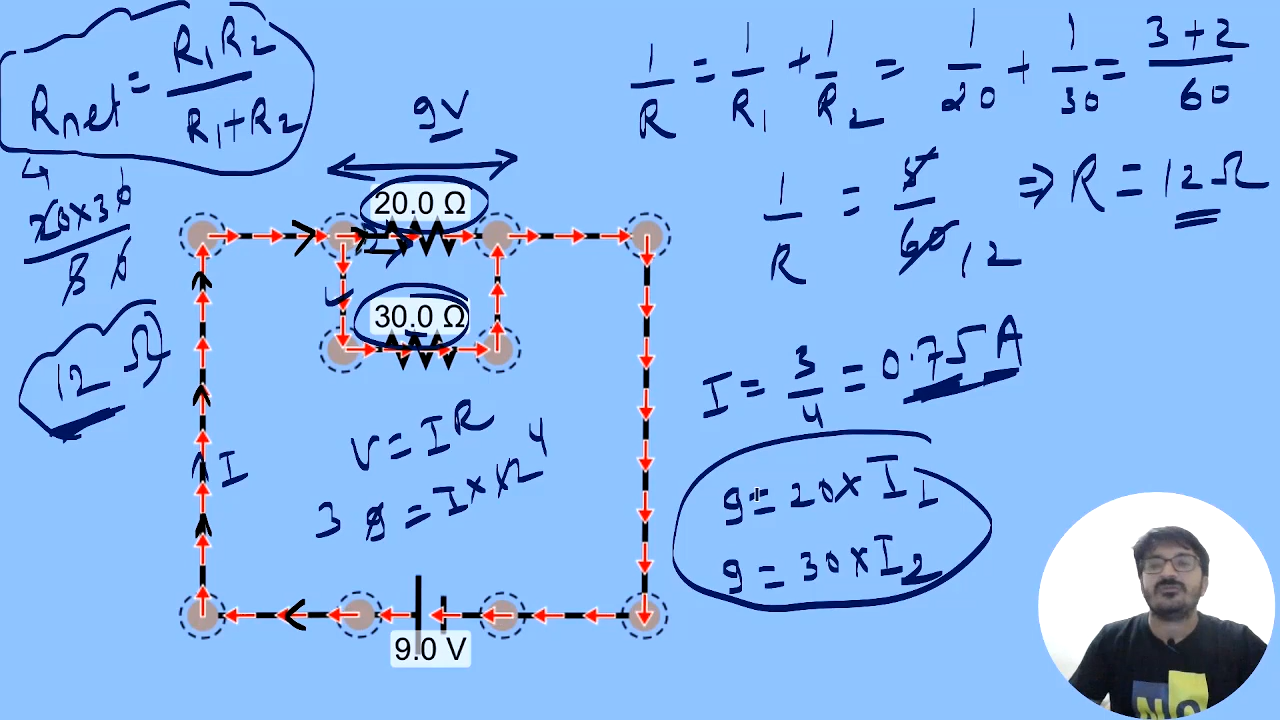 Rnet = R1R2 / R1+R2
4
20×30 / 50
12 Ω
9V
20.0 Ω
30.0 Ω
I
V = IR
3 9 = I × 12 4
9.0 V
1/R = 1/R1 + 1/R2 = 1/20 + 1/30 = 3+2 / 60
1/R = 5/60 12 ⇒ R = 12 Ω
I = 3/4 = 0.75 A
9 = 20 × I1
9 = 30 × I2